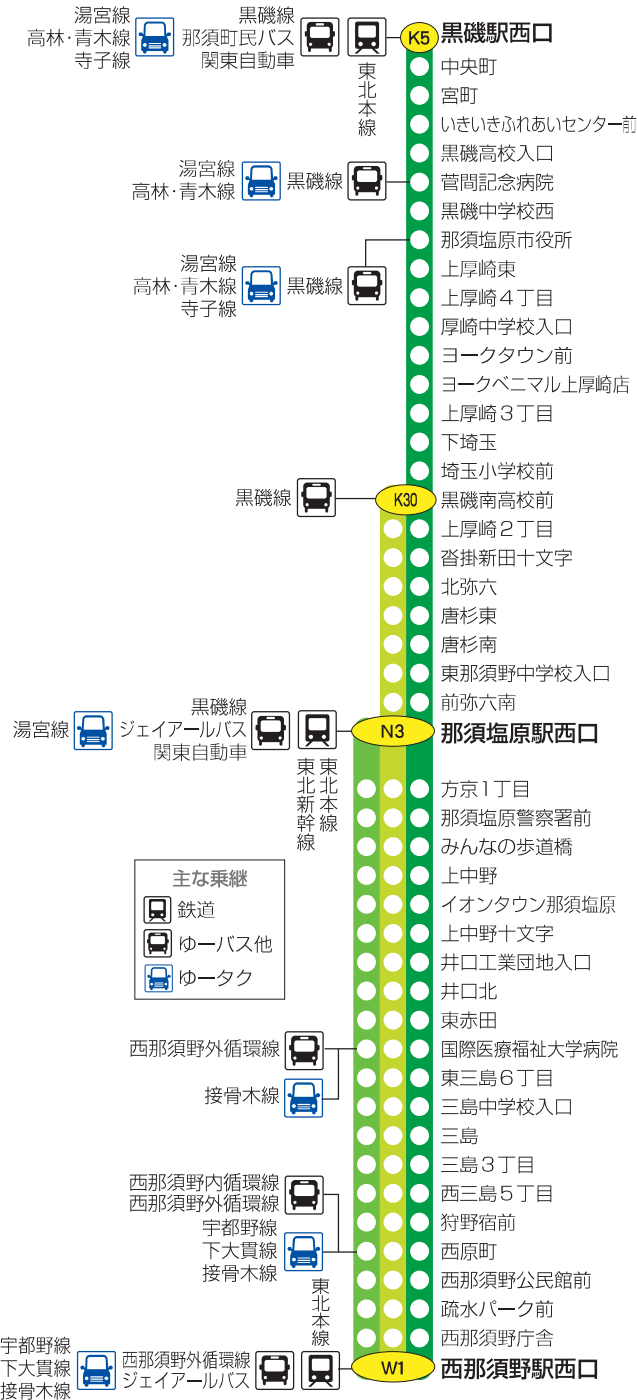 湯宮線
高林・青木線
寺子線
黒磯線
那須町民バス
関東自動車
東北本線
K5
黒磯駅西口
中央町
宮町
いきいきふれあいセンター前
黒磯高校入口
湯宮線
高林・青木線
黒磯線
菅間記念病院
黒磯中学校西
那須塩原市役所
湯宮線
高林・青木線
寺子線
黒磯線
上厚崎東
上厚崎4丁目
厚崎中学校入口
ヨークタウン前
ヨークベニマル上厚崎店
上厚崎3丁目
下埼玉
埼玉小学校前
黒磯線
K30
黒磯南高校前
上厚崎2丁目
沓掛新田十文字
北弥六
唐杉東
唐杉南
東那須野中学校入口
前弥六南
湯宮線
黒磯線
ジェイアールバス
関東自動車
東北本線
東北新幹線
N3
那須塩原駅西口
方京1丁目
那須塩原警察署前
みんなの歩道橋
上中野
イオンタウン那須塩原
上中野十文字
井口工業団地入口
井口北
東赤田
主な乗継
鉄道
ゆーバス他
ゆータク
西那須野外循環線
接骨木線
国際医療福祉大学病院
東三島6丁目
三島中学校入口
三島
三島3丁目
西三島5丁目
狩野宿前
西那須野内循環線
西那須野外循環線
宇都野線
下大貫線
接骨木線
西原町
西那須野公民館前
疏水パーク前
西那須野庁舎
東北本線
宇都野線
下大貫線
接骨木線
西那須野外循環線
ジェイアールバス
W1
西那須野駅西口